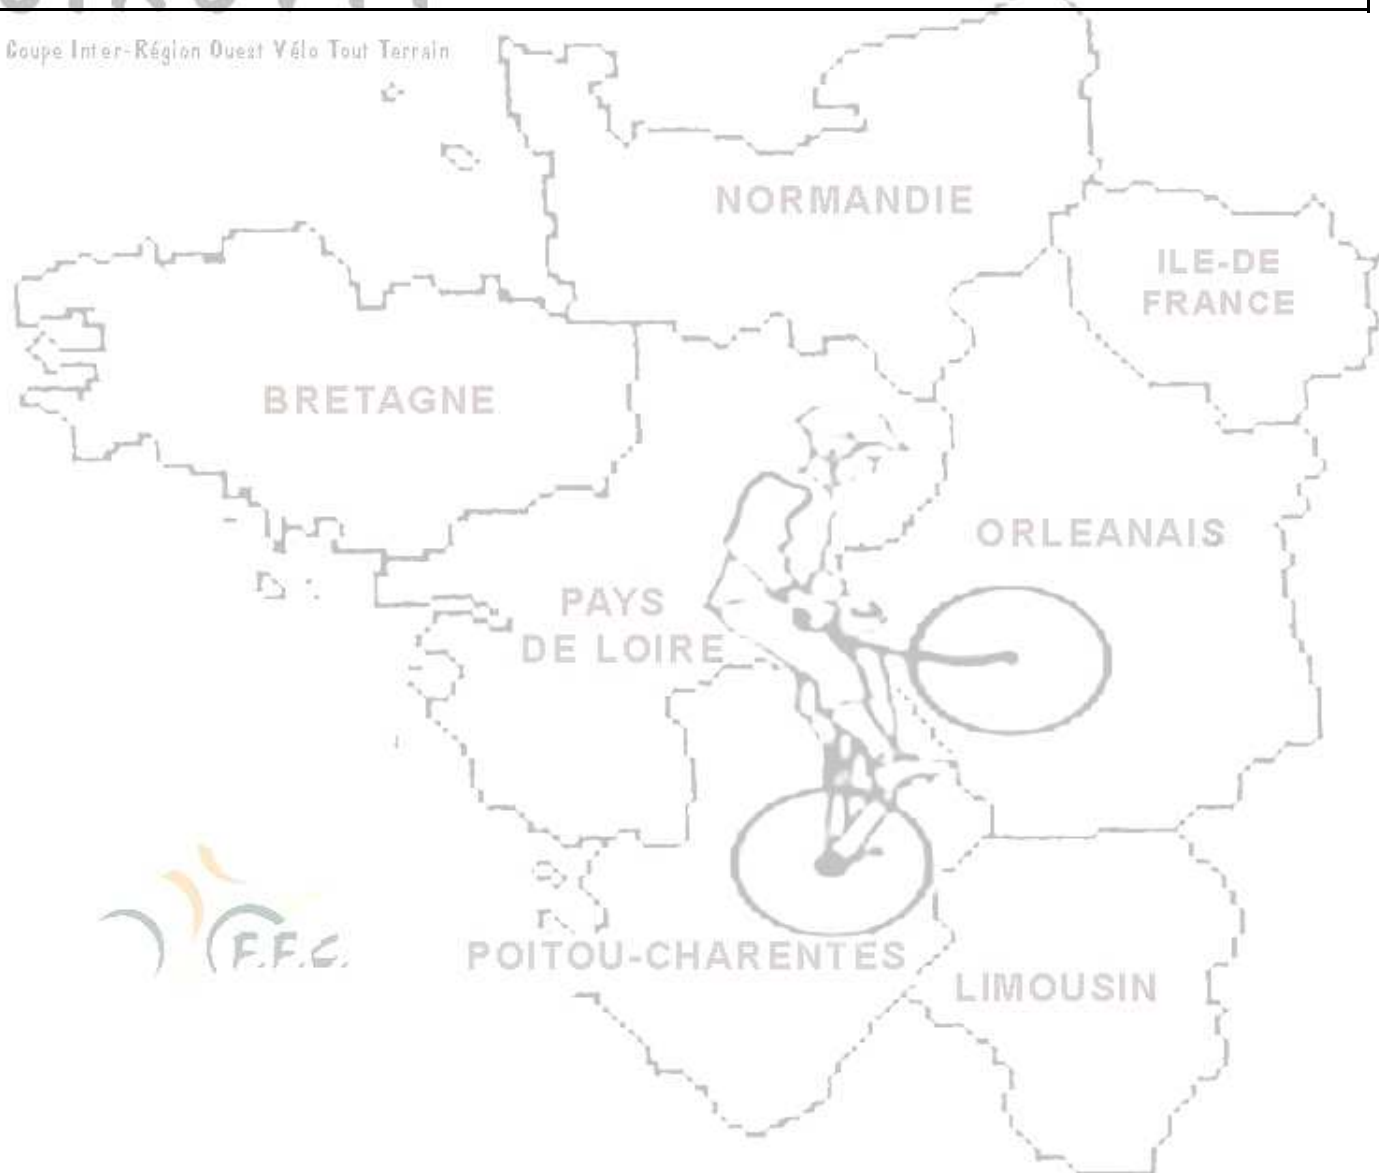 Coupe Inter-Région Ouest Vélo Tout Terrain
NORMANDIE
ILE-DE
FRANCE
BRETAGNE
ORLEANAIS
PAYS
DE LOIRE
F.F.C.
POITOU-CHARENTES
LIMOUSIN